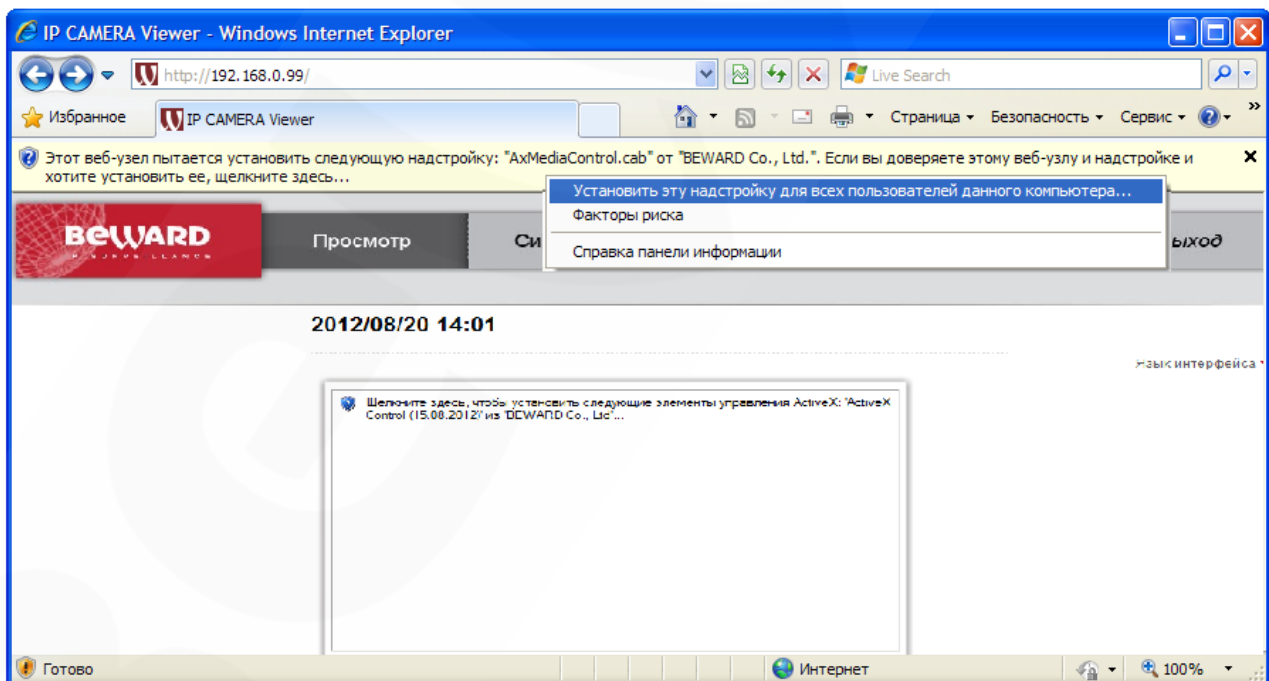 IP CAMERA Viewer - Windows Internet Explorer
http://192.168.0.99/
Live Search
Избранное
IP CAMERA Viewer
Страница
Безопасность
Сервис
Этот веб-узел пытается установить следующую надстройку: "AxMediaControl.cab" от "BEWARD Co., Ltd.". Если вы доверяете этому веб-узлу и надстройке и
хотите установить ее, щелкните здесь...
Установить эту надстройку для всех пользователей данного компьютера...
Факторы риска
Справка панели информации
BEWARD
Просмотр
Си
ыход
2012/08/20 14:01
Язык интерфейса
Щелкните здесь, чтобы установить следующие элементы управления ActiveX: 'ActiveX
Control (15.08.2012)' из 'BEWARD Co., Ltd'...
Готово
Интернет
100%